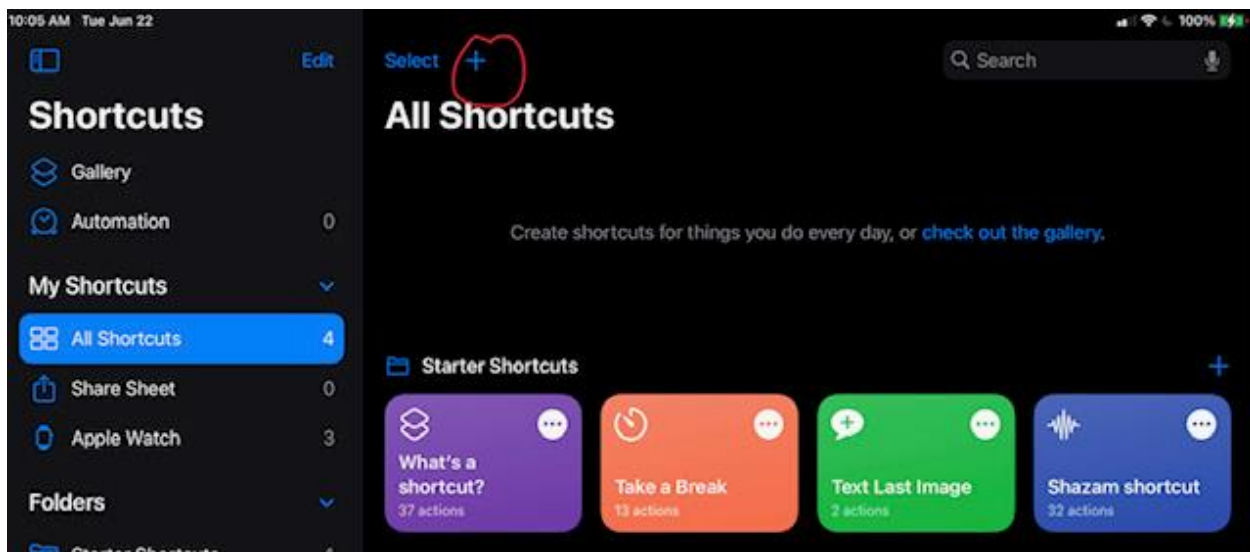 10:05 AM Tue Jun 22
100%
Edit
Shortcuts
Gallery
Automation 0
My Shortcuts
All Shortcuts 4
Share Sheet 0
Apple Watch 3
Folders
Starter Shortcuts 4
Select +
Search
All Shortcuts
Create shortcuts for things you do every day, or check out the gallery.
Starter Shortcuts +
What's a
shortcut?
37 actions
Take a Break
13 actions
Text Last Image
2 actions
Shazam shortcut
32 actions